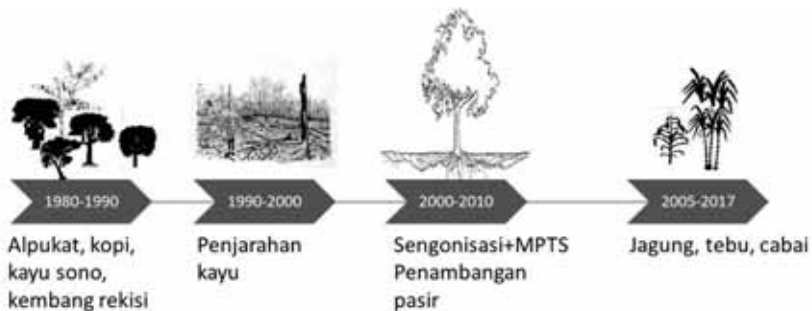 1980-1990
1990-2000
2000-2010
2005-2017
Alpukat, kopi,
kayu sono,
kembang rekisi
Penjarahan
kayu
Sengonisasi+MPTS
Penambangan
pasir
Jagung, tebu, cabai